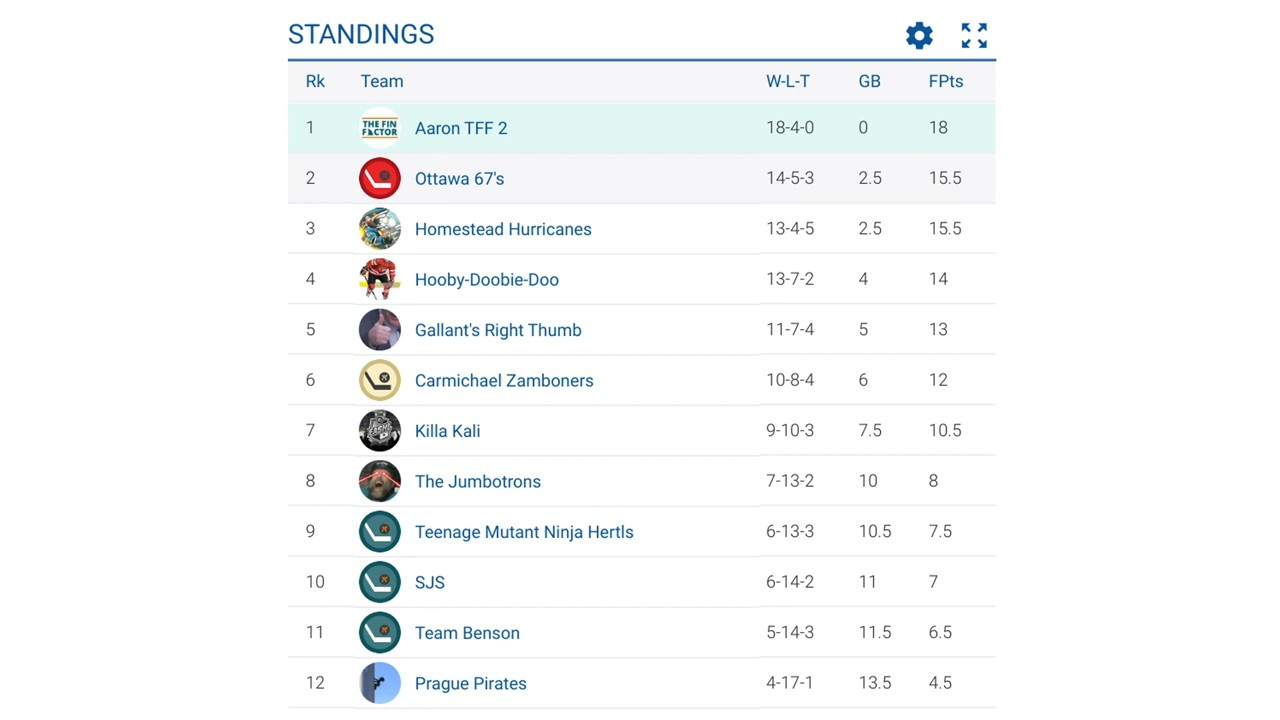 STANDINGS
Rk Team W-L-T GB FPts
1 THE FIN FACTOR Aaron TFF 2 18-4-0 0 18
2 Ottawa 67's 14-5-3 2.5 15.5
3 Homestead Hurricanes 13-4-5 2.5 15.5
4 Hooby-Doobie-Doo 13-7-2 4 14
5 Gallant's Right Thumb 11-7-4 5 13
6 Carmichael Zamboners 10-8-4 6 12
7 Killa Kali 9-10-3 7.5 10.5
8 The Jumbotrons 7-13-2 10 8
9 Teenage Mutant Ninja Hertls 6-13-3 10.5 7.5
10 SJS 6-14-2 11 7
11 Team Benson 5-14-3 11.5 6.5
12 Prague Pirates 4-17-1 13.5 4.5